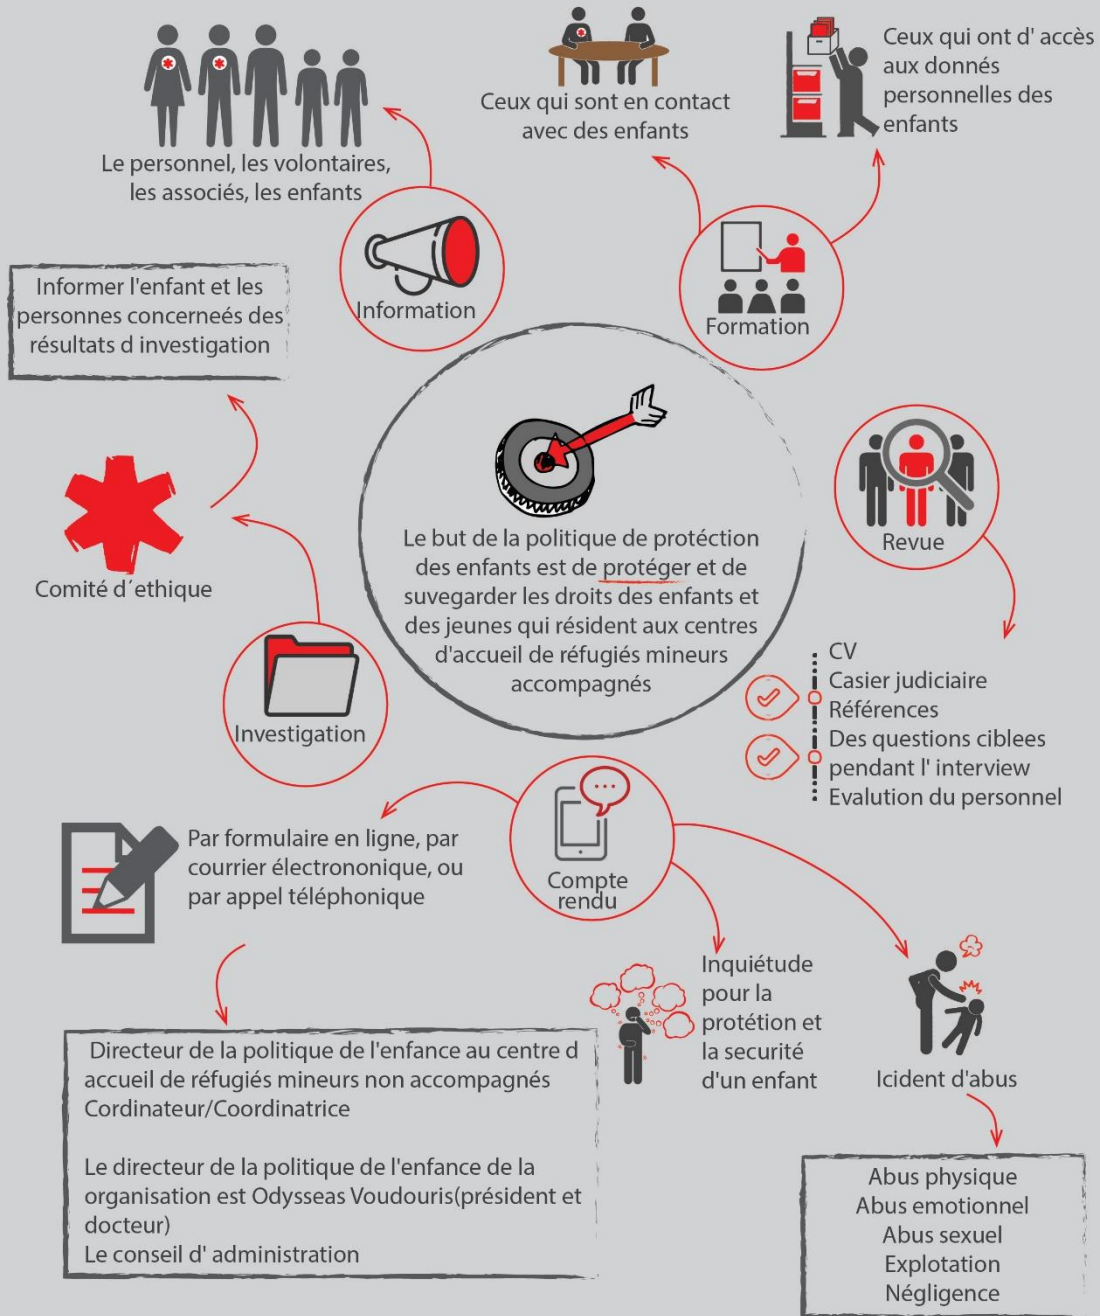 Le personnel, les volontaires,
les associés, les enfants
Ceux qui sont en contact
avec des enfants
Ceux qui ont d' accès
aux donnés
personnelles des
enfants
Information
Formation
Informer l'enfant et les
personnes concerneés des
résultats d investigation
Comité d´ethique
Investigation
Le but de la politique de protéction
des enfants est de protéger et de
suvegarder les droits des enfants et
des jeunes qui résident aux centres
d'accueil de réfugiés mineurs
accompagnés
Revue
CV
Casier judiciaire
Références
Des questions ciblees
pendant l' interview
Evalution du personnel
Compte
rendu
Par formulaire en ligne, par
courrier électrononique, ou
par appel téléphonique
Directeur de la politique de l'enfance au centre d
accueil de réfugiés mineurs non accompagnés
Cordinateur/Coordinatrice
Le directeur de la politique de l'enfance de la
organisation est Odysseas Voudouris(président et
docteur)
Le conseil d' administration
Inquiétude
pour la
protétion et
la securité
d'un enfant
Icident d'abus
Abus physique
Abus emotionnel
Abus sexuel
Explotation
Négligence